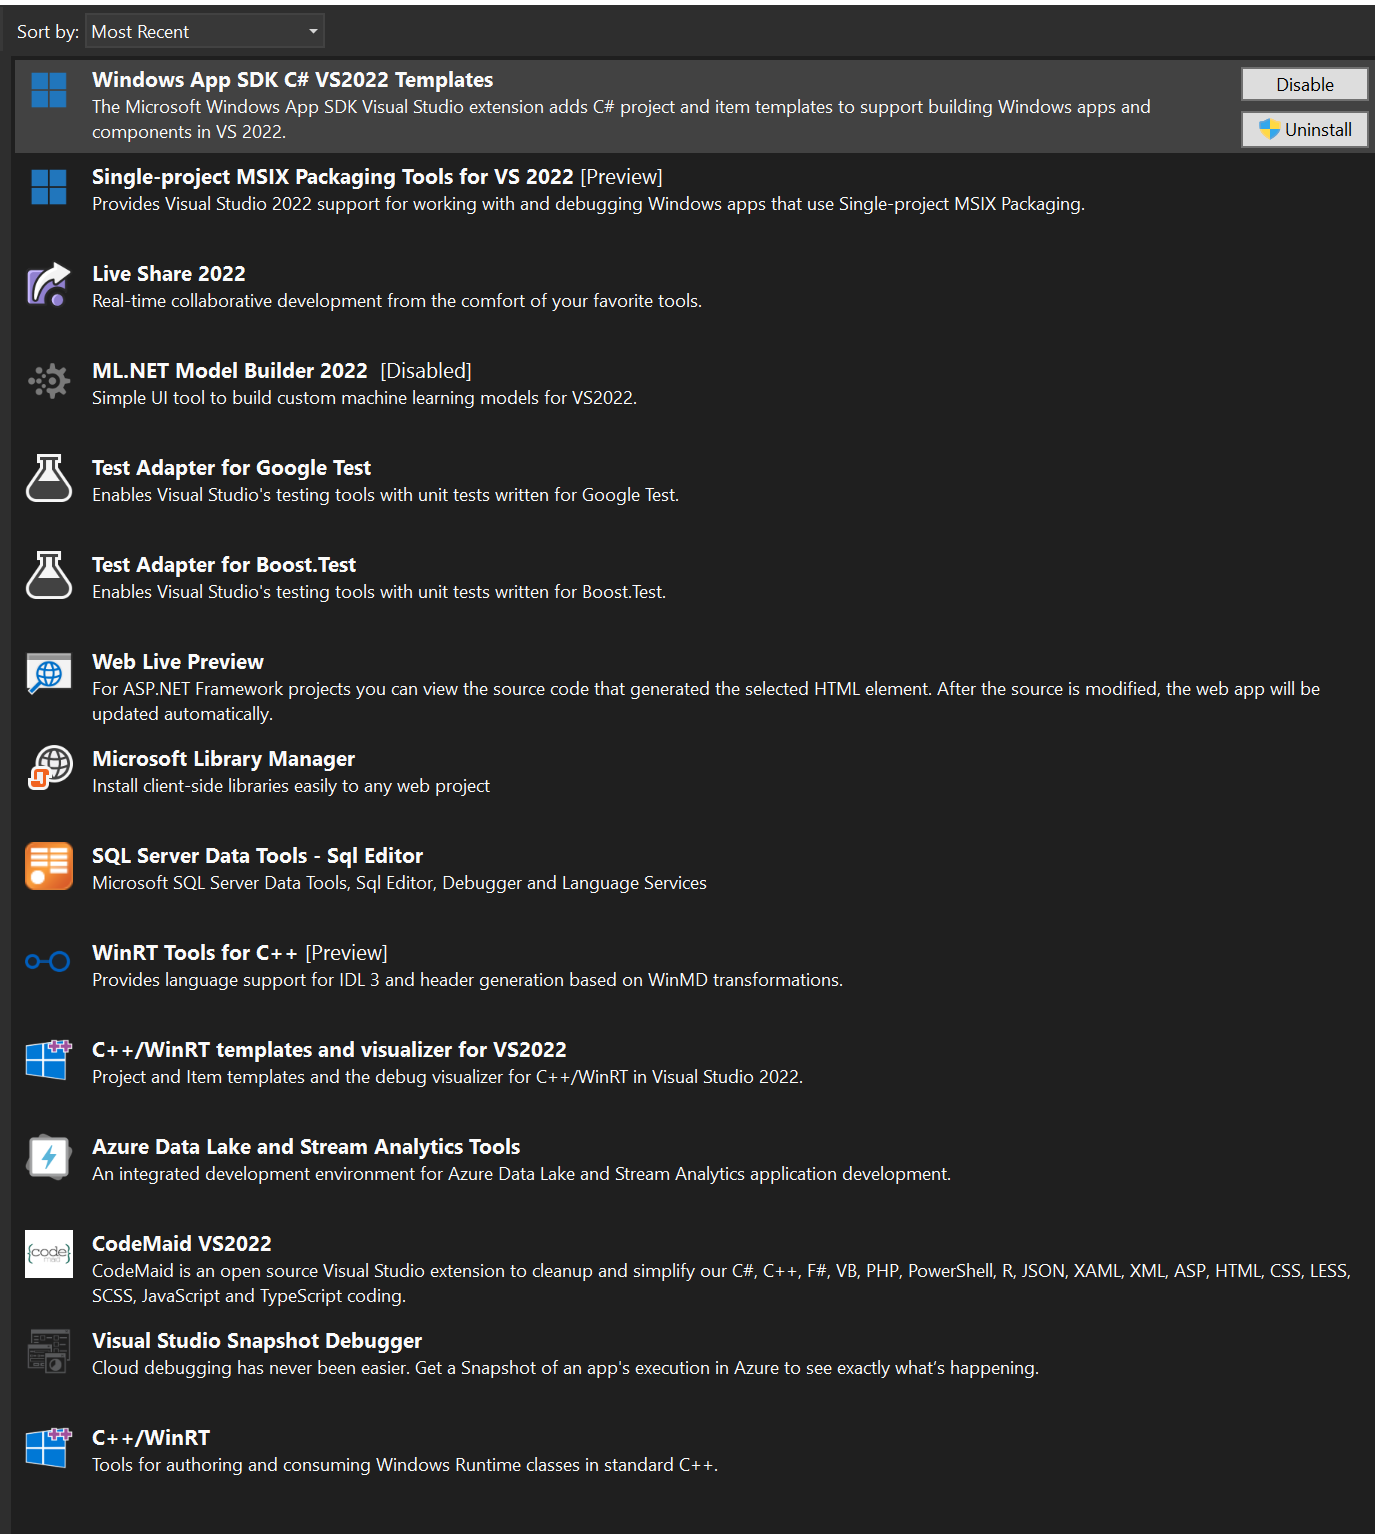 Sort by: Most Recent
Windows App SDK C# VS2022 Templates
The Microsoft Windows App SDK Visual Studio extension adds C# project and item templates to support building Windows apps and
components in VS 2022.
Disable
Uninstall
Single-project MSIX Packaging Tools for VS 2022 [Preview]
Provides Visual Studio 2022 support for working with and debugging Windows apps that use Single-project MSIX Packaging.
Live Share 2022
Real-time collaborative development from the comfort of your favorite tools.
ML.NET Model Builder 2022 [Disabled]
Simple UI tool to build custom machine learning models for VS2022.
Test Adapter for Google Test
Enables Visual Studio's testing tools with unit tests written for Google Test.
Test Adapter for Boost.Test
Enables Visual Studio's testing tools with unit tests written for Boost.Test.
Web Live Preview
For ASP.NET Framework projects you can view the source code that generated the selected HTML element. After the source is modified, the web app will be
updated automatically.
Microsoft Library Manager
Install client-side libraries easily to any web project
SQL Server Data Tools - Sql Editor
Microsoft SQL Server Data Tools, Sql Editor, Debugger and Language Services
WinRT Tools for C++ [Preview]
Provides language support for IDL 3 and header generation based on WinMD transformations.
C++/WinRT templates and visualizer for VS2022
Project and Item templates and the debug visualizer for C++/WinRT in Visual Studio 2022.
Azure Data Lake and Stream Analytics Tools
An integrated development environment for Azure Data Lake and Stream Analytics application development.
{code}
maid
CodeMaid VS2022
CodeMaid is an open source Visual Studio extension to cleanup and simplify our C#, C++, F#, VB, PHP, PowerShell, R, JSON, XAML, XML, ASP, HTML, CSS, LESS,
SCSS, JavaScript and TypeScript coding.
Visual Studio Snapshot Debugger
Cloud debugging has never been easier. Get a Snapshot of an app's execution in Azure to see exactly what’s happening.
C++/WinRT
Tools for authoring and consuming Windows Runtime classes in standard C++.